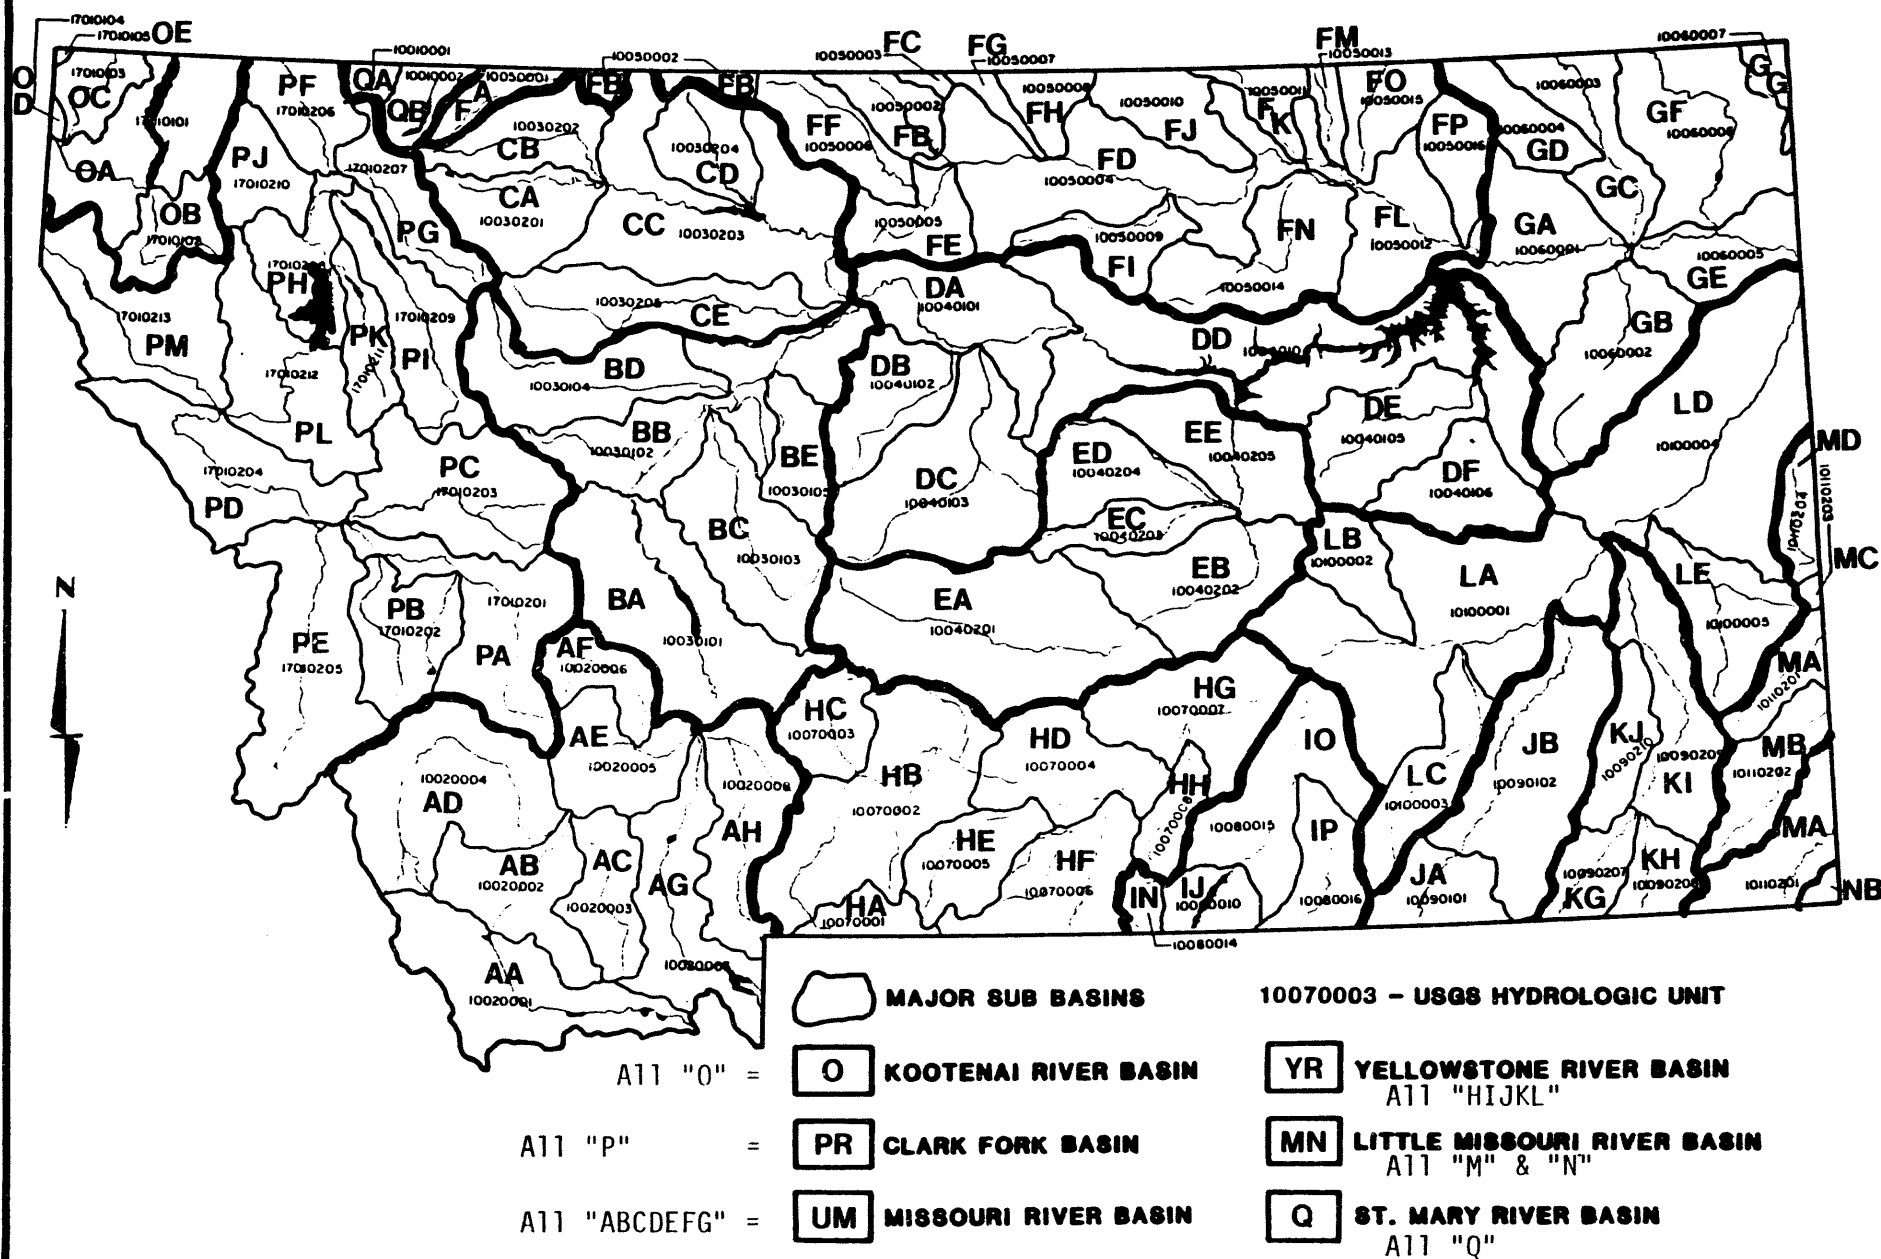 17010104
17010105 OE
O
D
17010103
OC
17010101
OA
OB
17010102
PF
17010206
PJ
17010210
10010001
QA
10010002
QB
10050001
FA
10050002
FB
FB
17010207
PG
CB
10030202
CA
10030201
CC
10030203
10030204
CD
10050003
FC
FG
10050007
FF
10050006
10050002
FB
10050008
FH
10050010
FJ
FD
10050004
10050011
FK
FM
10050013
FO
10050015
FP
10050016
10060003
10060004
GD
GC
GF
10060006
10060007
G
G
10050005
FE
10050009
FI
FN
10050014
FL
10050012
GA
10060001
10060005
GE
PH
17010213
PM
PK
17010211
17010209
PI
17010212
PL
10030205
CE
DA
10040101
BD
10030104
DB
10040102
DD
GB
10060002
BB
10030102
BE
10030105
BC
10030103
DC
10040103
ED
10040204
EE
10040205
EC
10040203
DE
10040105
DF
10040106
LD
10100004
MD
10110203
MC
17010204
PD
PC
17010203
N
PB
17010202
17010201
PA
PE
17010205
BA
10030101
AF
10020006
EA
10040201
EB
10040202
LB
10100002
LA
10100001
LE
10100005
MA
10110201
AE
10020005
10020004
AD
10020008
AH
AB
10020002
AC
10020003
AG
AA
10020001
HC
10070003
HB
10070002
HD
10070004
HG
10070007
HH
10070008
HE
10070005
HF
10070006
HA
10070001
IN
10080014
IJ
10080010
10080015
IO
IP
10080016
LC
10100003
JB
10090102
JA
10090101
KJ
10090210
10090209
KI
KH
10090208
10090207
KG
MB
10110202
MA
10110201
NB
MAJOR SUB BASINS
10070003 - USGS HYDROLOGIC UNIT
All "O" = O KOOTENAI RIVER BASIN
YR YELLOWSTONE RIVER BASIN
All "HIJKL"
All "P" = PR CLARK FORK BASIN
MN LITTLE MISSOURI RIVER BASIN
All "M" & "N"
All "ABCDEFG" = UM MISSOURI RIVER BASIN
Q ST. MARY RIVER BASIN
All "Q"